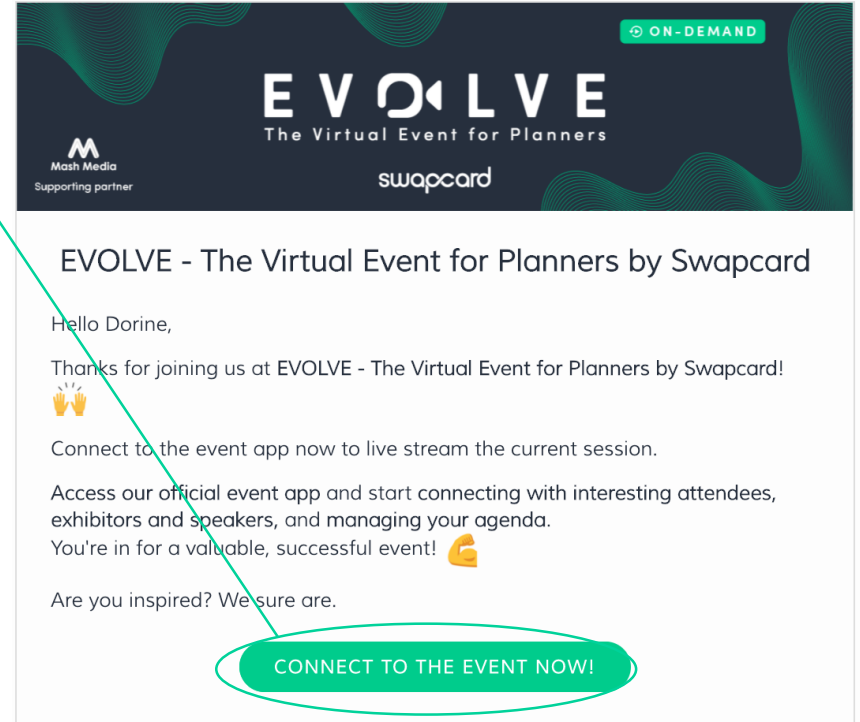 ON-DEMAND
EVOLVE
The Virtual Event for Planners
Mash Media
Supporting partner
swapcard
EVOLVE - The Virtual Event for Planners by Swapcard
Hello Dorine,
Thanks for joining us at EVOLVE - The Virtual Event for Planners by Swapcard!
🙌
Connect to the event app now to live stream the current session.
Access our official event app and start connecting with interesting attendees,
exhibitors and speakers, and managing your agenda.
You're in for a valuable, successful event! 💪
Are you inspired? We sure are.
CONNECT TO THE EVENT NOW!